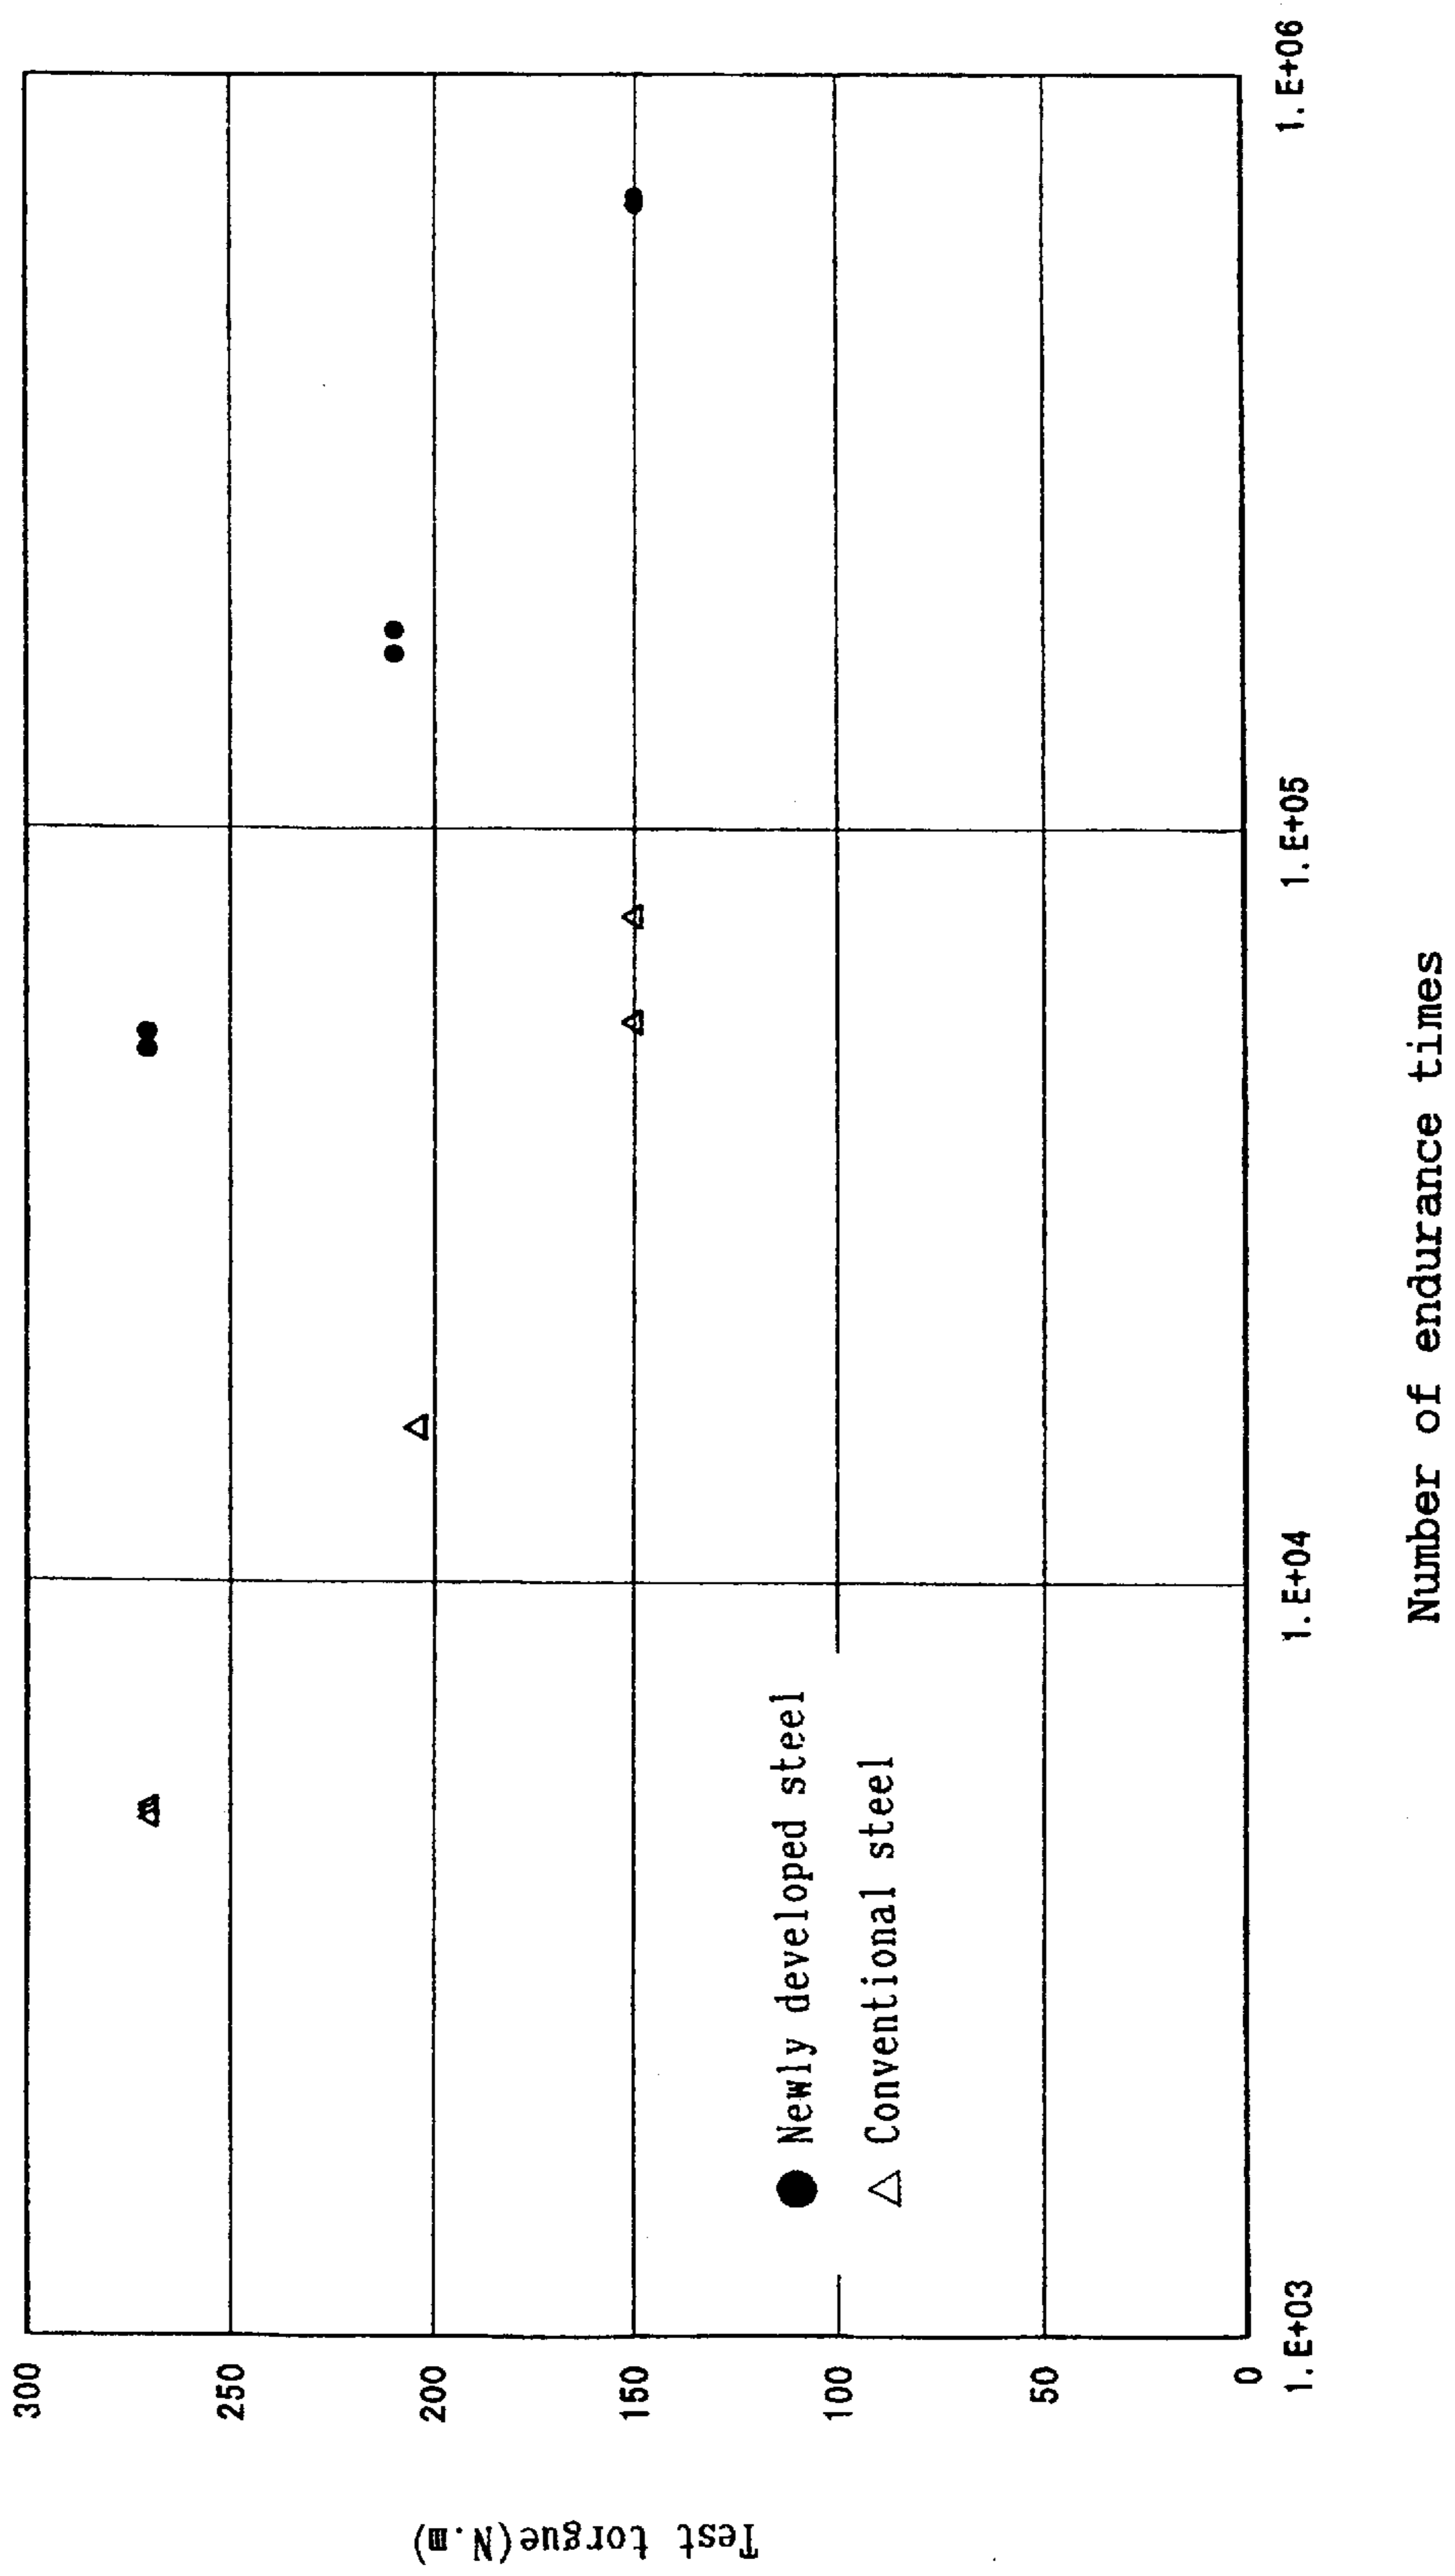 Test torgue(N.m)
300
250
200
150
100
50
0
● Newly developed steel
△ Conventional steel
1.E+03
1.E+04
1.E+05
1.E+06
Number of endurance times